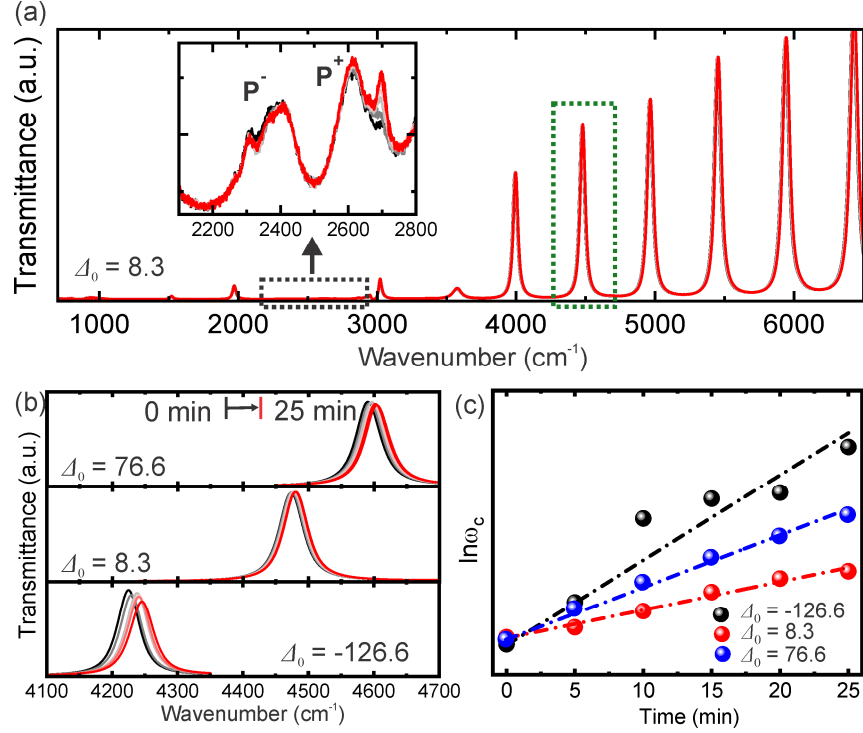 (a)
Transmittance (a.u.)
P⁻
P⁺
2200 2400 2600 2800
Δ₀ = 8.3
1000 2000 3000 4000 5000 6000
Wavenumber (cm⁻¹)
(b)
0 min 25 min
Δ₀ = 76.6
Δ₀ = 8.3
Δ₀ = -126.6
Transmittance (a.u.)
4100 4200 4300 4400 4500 4600 4700
Wavenumber (cm⁻¹)
(c)
lnω_c
Δ₀ = -126.6
Δ₀ = 8.3
Δ₀ = 76.6
0 5 10 15 20 25
Time (min)